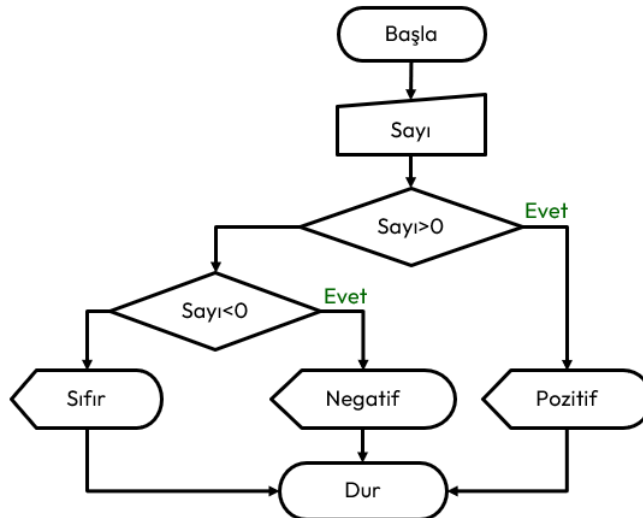 Başla
Sayı
Sayı>0
Evet
Sayı<0
Evet
Sıfır
Negatif
Pozitif
Dur